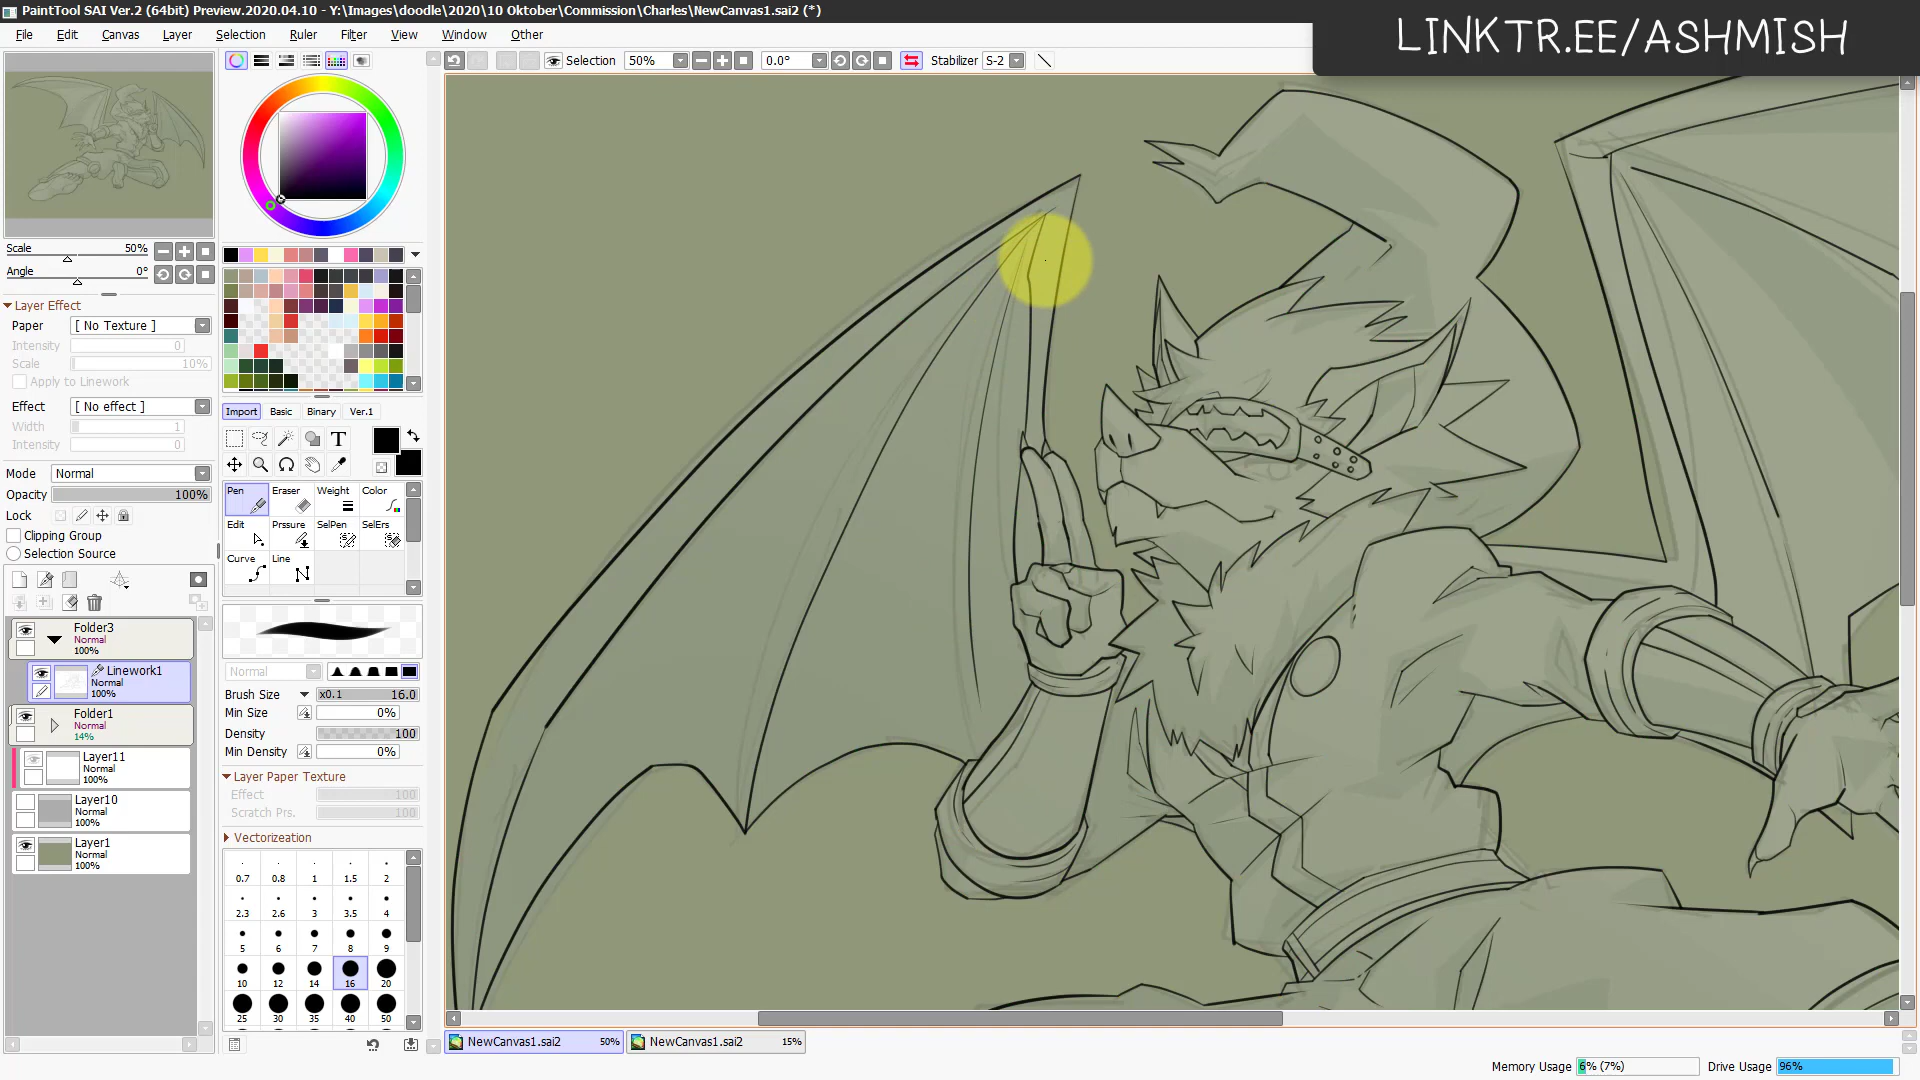 PaintTool SAI Ver.2 (64bit) Preview.2020.04.10 - Y:\Images\doodle\2020\10 Oktober\Commission\Charles\NewCanvas1.sai2 (*)
LINKTR.EE/ASHMISH
File Edit Canvas Layer Selection Ruler Filter View Window Other
Selection 50% 0.0° Stabilizer S-2
Scale 50%
Angle 0°
Layer Effect
Paper [ No Texture ]
Intensity 0
Scale 10%
Apply to Linework
Effect [ No effect ]
Width 1
Intensity 0
Mode Normal
Opacity 100%
Lock
Clipping Group
Selection Source
Folder3
Normal
100%
Linework1
Normal
100%
Folder1
Normal
14%
Layer11
Normal
100%
Layer10
Normal
100%
Layer1
Normal
100%
Import Basic Binary Ver.1
T
Pen Eraser Weight Color
Edit Prssure SelPen SelErs
Curve Line
Normal
Brush Size x0.1 16.0
Min Size 0%
Density 100
Min Density 0%
Layer Paper Texture
Effect 100
Scratch Prs. 100
Vectorization
0.7 0.8 1 1.5 2
2.3 2.6 3 3.5 4
5 6 7 8 9
10 12 14 16 20
25 30 35 40 50
NewCanvas1.sai2 50% NewCanvas1.sai2 15%
Memory Usage 6% (7%) Drive Usage 96%